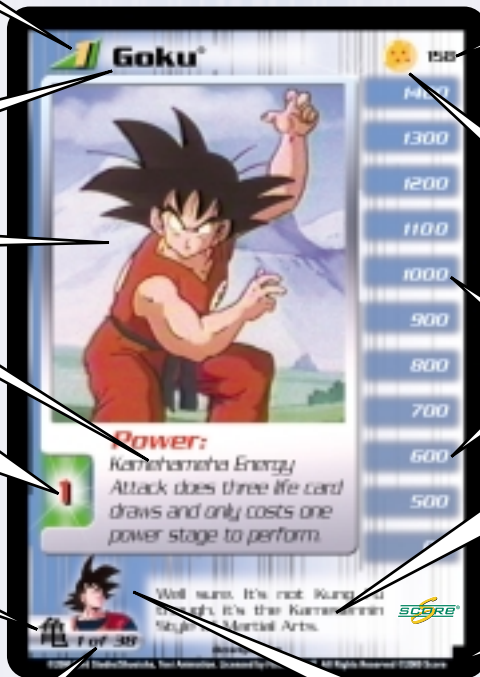 1 Goku® 158
1400
1300
1200
1100
1000
900
800
700
600
500
Power:
Kamehameha Energy
Attack does three life card
draws and only costs one
power stage to perform.
1
Well sure. It's not Kung
though, it's the
Style of Martial Arts.
SCORE
亀 1 of 38